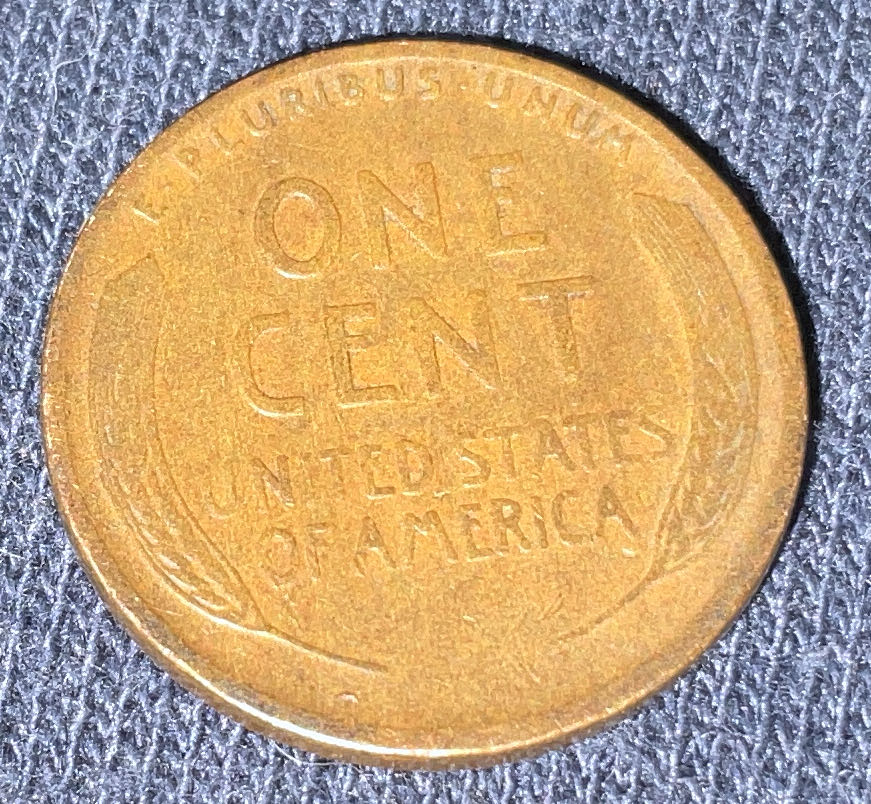 E·PLURIBUS·UNUM
ONE
CENT
UNITED STATES
OF AMERICA